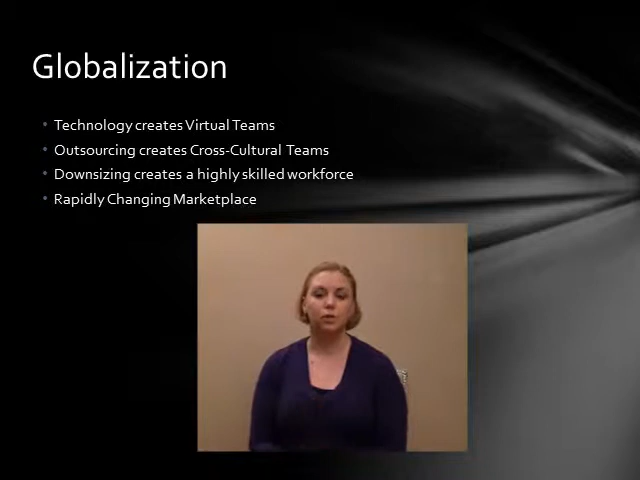 Globalization
Technology creates Virtual Teams
Outsourcing creates Cross-Cultural Teams
Downsizing creates a highly skilled workforce
Rapidly Changing Marketplace